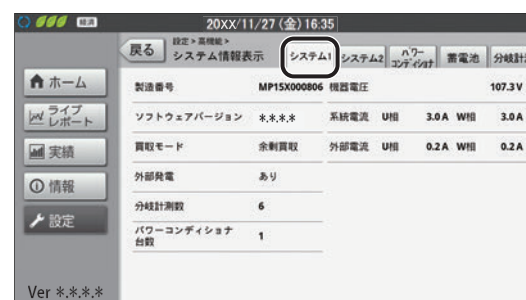 経済 20XX/11/27 (金) 16:35
戻る 設定＞高機能＞
システム情報表示 システム1 システム2 パワーコンディショナ 蓄電池 分岐計
ホーム
ライブレポート
実績
情報
設定
製造番号 MP15X000806 機器電圧 107.3 V
ソフトウェアバージョン *.*.*.* 系統電流 U相 3.0 A W相 3.0 A
買取モード 余剰買取 外部電流 U相 0.2 A W相 0.2 A
外部発電 あり
分岐計測数 6
パワーコンディショナ
台数 1
Ver *.*.*.*